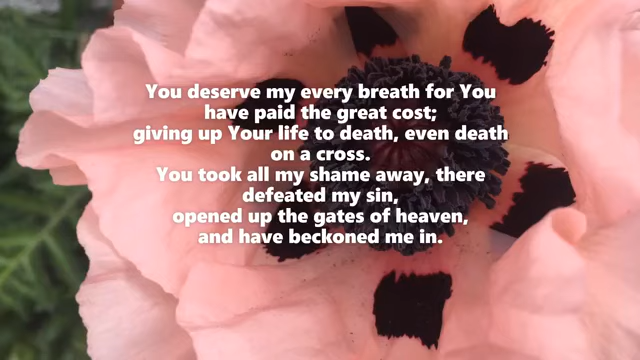 You deserve my every breath for You
have paid the great cost;
giving up Your life to death, even death
on a cross.
You took all my shame away, there
defeated my sin,
opened up the gates of heaven,
and have beckoned me in.